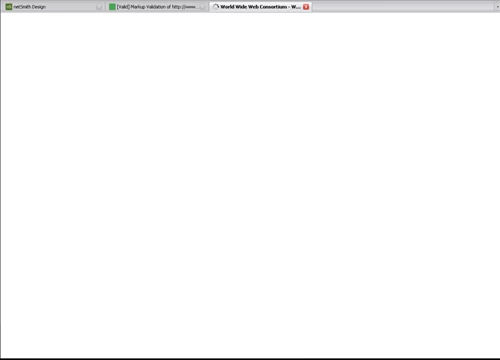 netSmith Design
[Valid] Markup Validation of http://www...
World Wide Web Consortium - W...